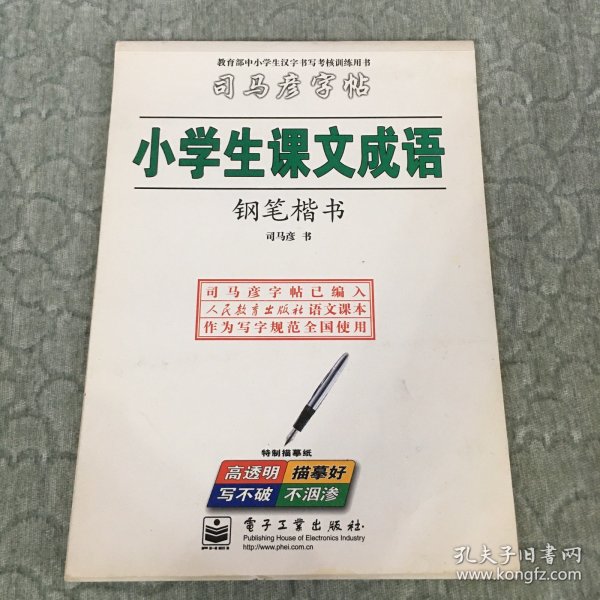 教育部中小学生汉字书写考核训练用书
司马彦字帖
小学生课文成语
钢笔楷书
司马彦 书
司马彦字帖已编入
人民教育出版社语文课本
作为写字规范全国使用
特制描摹纸
高透明 描摹好
写不破 不洇渗
PHEI
電子工業出版社
Publishing House of Electronics Industry
http://www.phei.com.cn
孔夫子旧书网
www.kongfz.com